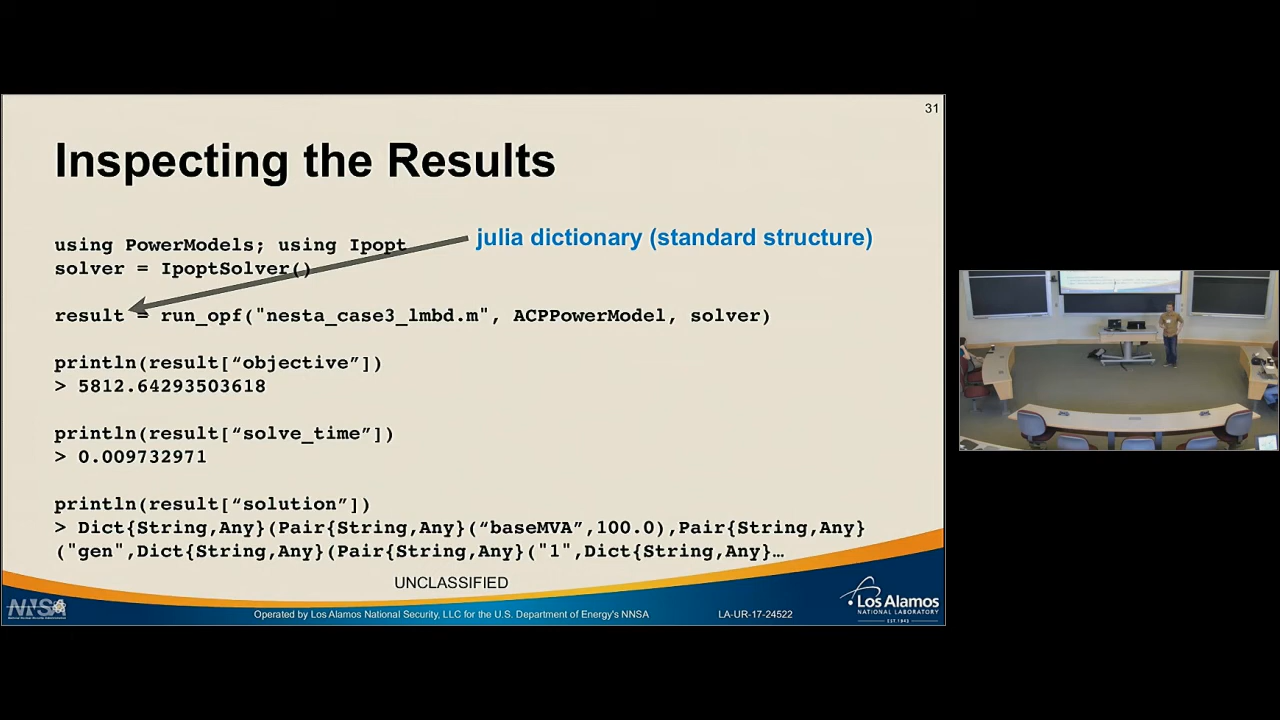 31
Inspecting the Results
julia dictionary (standard structure)
using PowerModels; using Ipopt
solver = IpoptSolver()
result = run_opf("nesta_case3_lmbd.m", ACPPowerModel, solver)
println(result[“objective”])
> 5812.64293503618
println(result[“solve_time”])
> 0.009732971
println(result[“solution”])
> Dict{String,Any}(Pair{String,Any}(“baseMVA”,100.0),Pair{String,Any}
("gen",Dict{String,Any}(Pair{String,Any}("1",Dict{String,Any}…
UNCLASSIFIED
NNSA
Operated by Los Alamos National Security, LLC for the U.S. Department of Energy's NNSA
LA-UR-17-24522
Los Alamos
NATIONAL LABORATORY
EST.1943